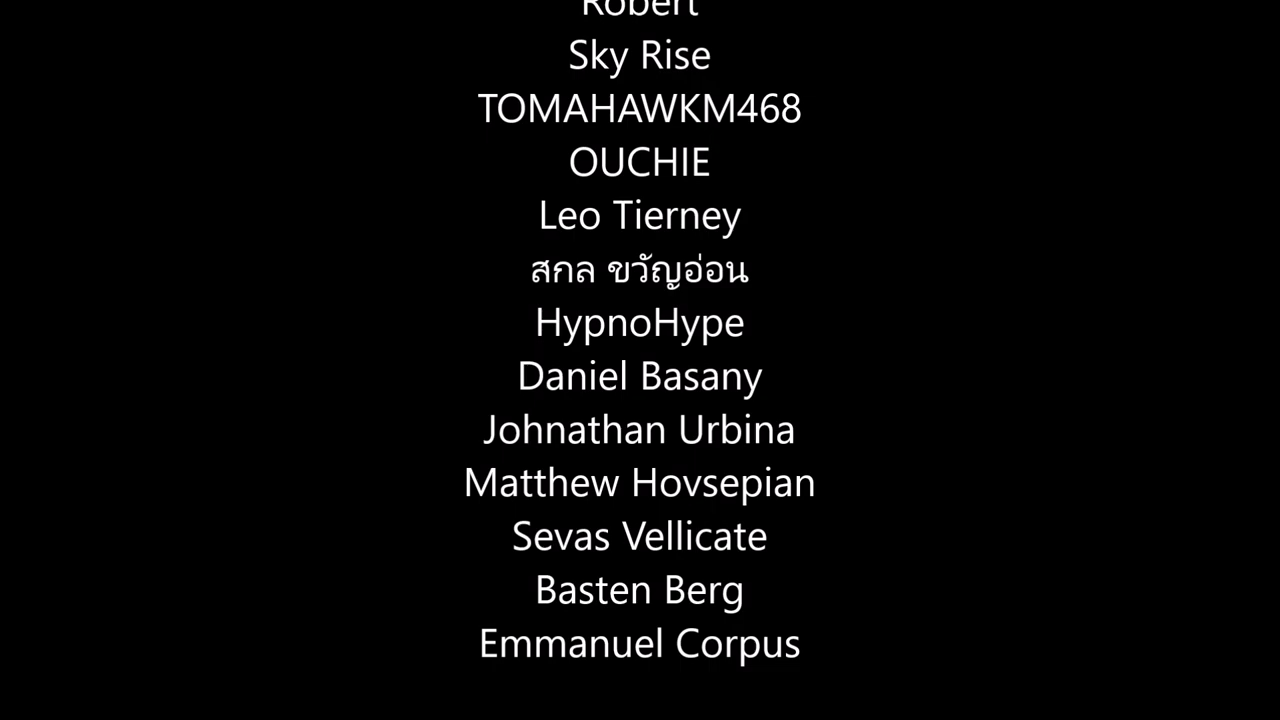 Robert
Sky Rise
TOMAHAWKM468
OUCHIE
Leo Tierney
สกล ขวัญอ่อน
HypnoHype
Daniel Basany
Johnathan Urbina
Matthew Hovsepian
Sevas Vellicate
Basten Berg
Emmanuel Corpus